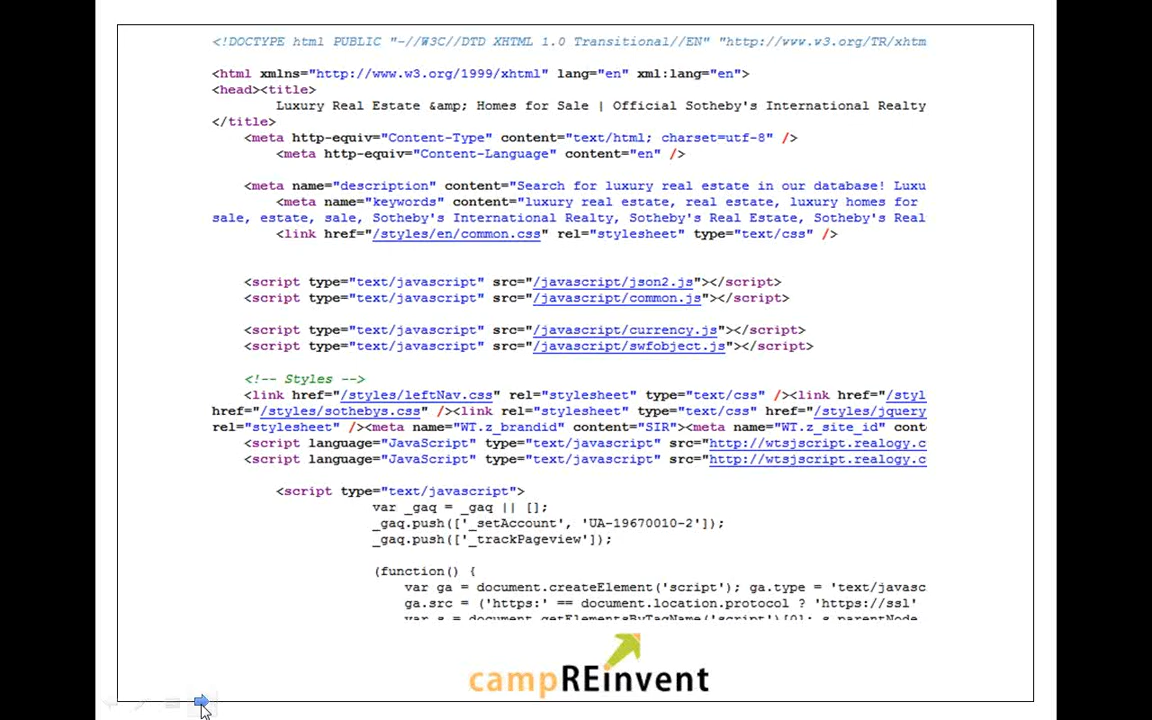 <!DOCTYPE html PUBLIC "-//W3C//DTD XHTML 1.0 Transitional//EN" "http://www.w3.org/TR/xhtm
<html xmlns="http://www.w3.org/1999/xhtml" lang="en" xml:lang="en">
<head><title>
Luxury Real Estate &amp; Homes for Sale | Official Sotheby's International Realty
</title>
<meta http-equiv="Content-Type" content="text/html; charset=utf-8" />
<meta http-equiv="Content-Language" content="en" />
<meta name="description" content="Search for luxury real estate in our database! Luxu
<meta name="keywords" content="luxury real estate, real estate, luxury homes for
sale, estate, sale, Sotheby's International Realty, Sotheby's Real Estate, Sotheby's Real
<link href="/styles/en/common.css" rel="stylesheet" type="text/css" />
<script type="text/javascript" src="/javascript/json2.js"></script>
<script type="text/javascript" src="/javascript/common.js"></script>
<script type="text/javascript" src="/javascript/currency.js"></script>
<script type="text/javascript" src="/javascript/swfobject.js"></script>
<!-- Styles -->
<link href="/styles/leftNav.css" rel="stylesheet" type="text/css" /><link href="/styl
href="/styles/sothebys.css" /><link rel="stylesheet" type="text/css" href="/styles/jquery
rel="stylesheet" /><meta name="WT.z_brandid" content="SIR"><meta name="WT.z_site_id" cont
<script language="JavaScript" type="text/javascript" src="http://wtsjscript.realogy.c
<script language="JavaScript" type="text/javascript" src="http://wtsjscript.realogy.c
<script type="text/javascript">
var _gaq = _gaq || [];
_gaq.push(['_setAccount', 'UA-19670010-2']);
_gaq.push(['_trackPageview']);
(function() {
var ga = document.createElement('script'); ga.type = 'text/javasc
ga.src = ('https:' == document.location.protocol ? 'https://ssl'
var s = document.getElementsByTagName('script')[0]; s.parentNode
campREinvent